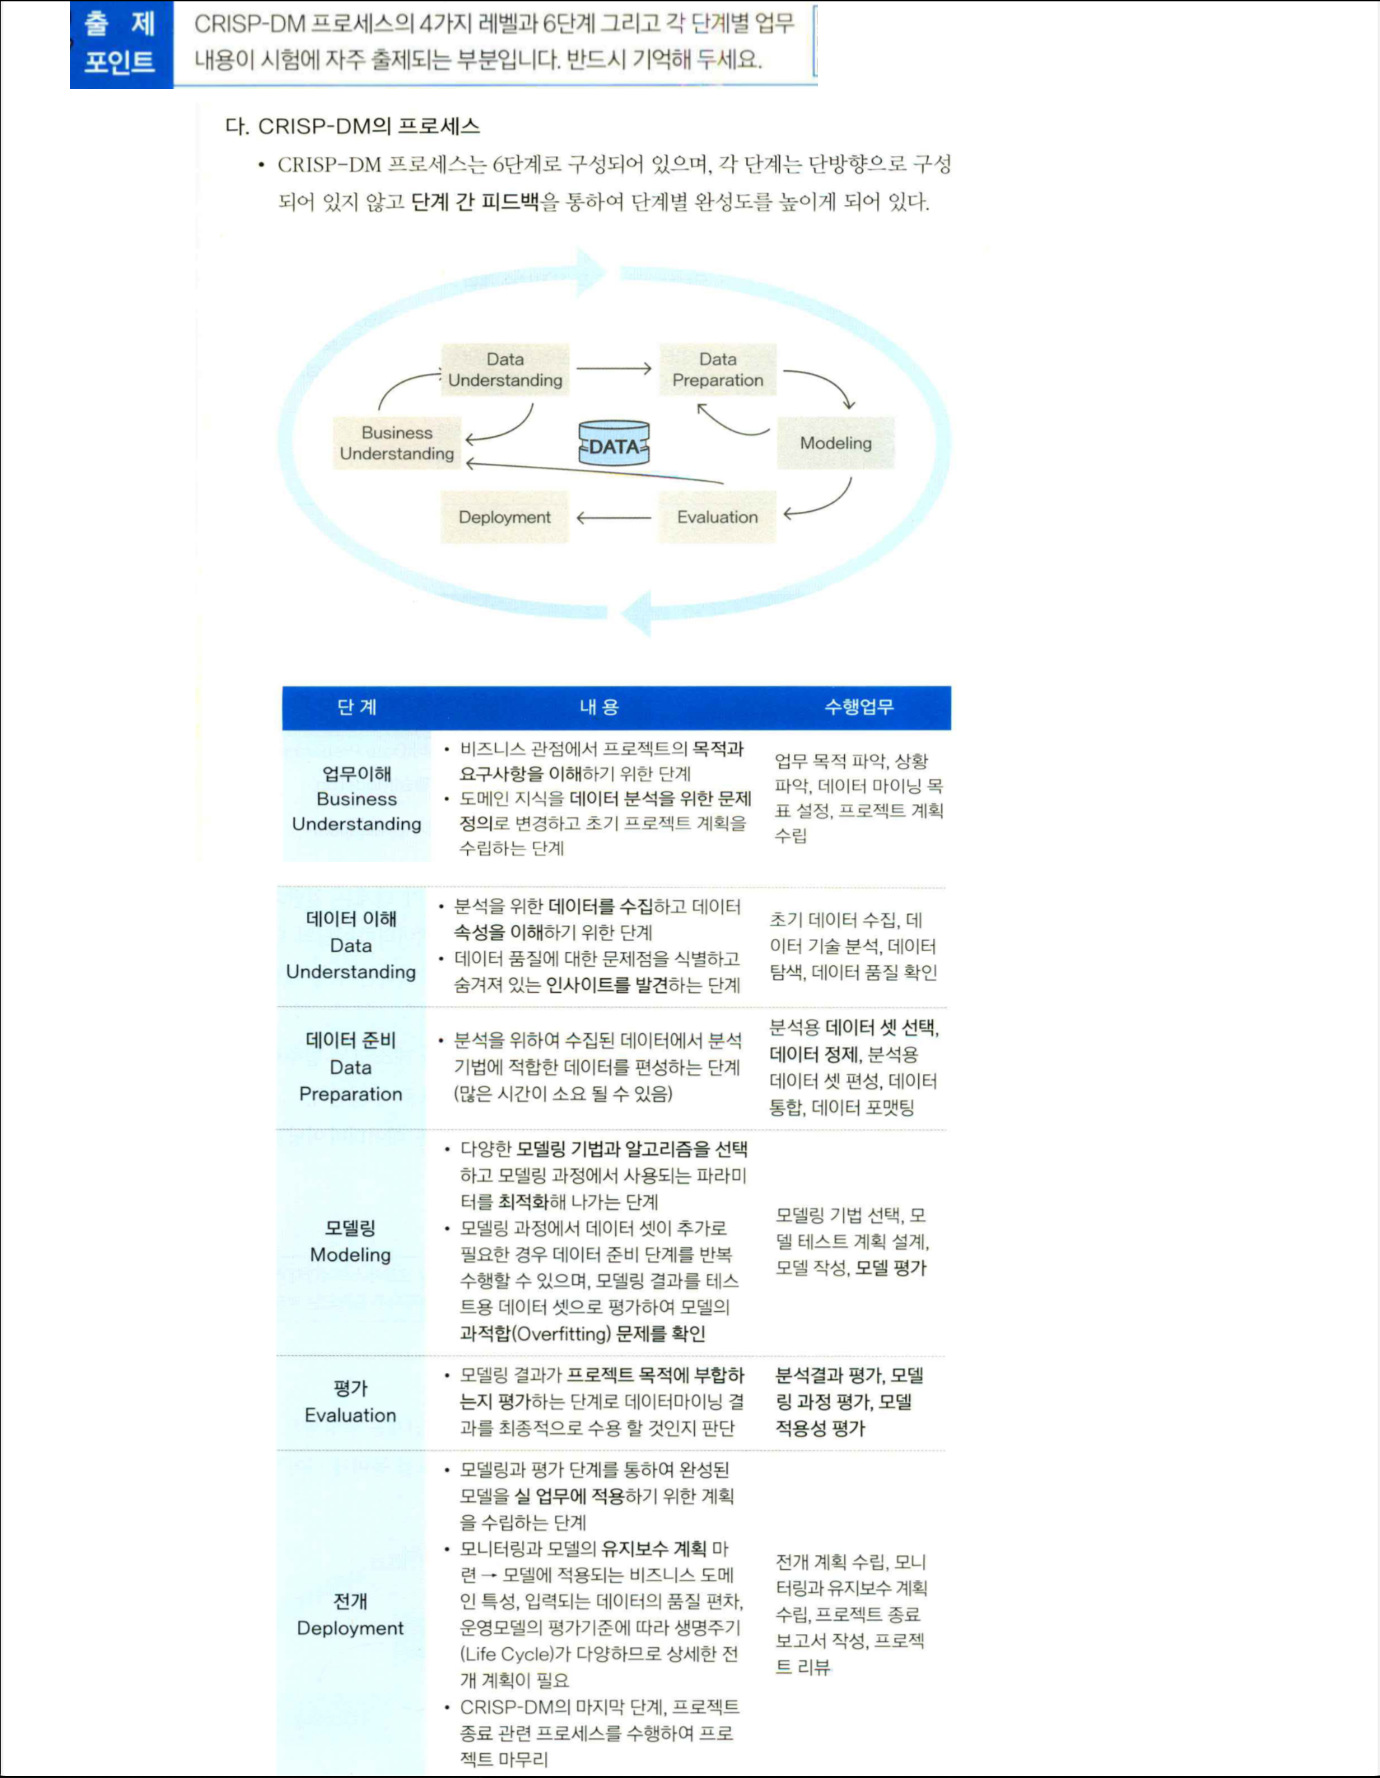 출 제
포인트
CRISP-DM 프로세스의 4가지 레벨과 6단계 그리고 각 단계별 업무
내용이 시험에 자주 출제되는 부분입니다. 반드시 기억해 두세요.
다. CRISP-DM의 프로세스
• CRISP-DM 프로세스는 6단계로 구성되어 있으며, 각 단계는 단방향으로 구성
되어 있지 않고 단계 간 피드백을 통하여 단계별 완성도를 높이게 되어 있다.
Data
Understanding
Data
Preparation
Business
Understanding
DATA
Modeling
Deployment
Evaluation
단 계
내 용
수행업무
업무이해
Business
Understanding
• 비즈니스 관점에서 프로젝트의 목적과
요구사항을 이해하기 위한 단계
• 도메인 지식을 데이터 분석을 위한 문제
정의로 변경하고 초기 프로젝트 계획을
수립하는 단계
업무 목적 파악, 상황
파악, 데이터 마이닝 목
표 설정, 프로젝트 계획
수립
데이터 이해
Data
Understanding
• 분석을 위한 데이터를 수집하고 데이터
속성을 이해하기 위한 단계
• 데이터 품질에 대한 문제점을 식별하고
숨겨져 있는 인사이트를 발견하는 단계
초기 데이터 수집, 데
이터 기술 분석, 데이터
탐색, 데이터 품질 확인
데이터 준비
Data
Preparation
• 분석을 위하여 수집된 데이터에서 분석
기법에 적합한 데이터를 편성하는 단계
(많은 시간이 소요 될 수 있음)
분석용 데이터 셋 선택,
데이터 정제, 분석용
데이터 셋 편성, 데이터
통합, 데이터 포맷팅
모델링
Modeling
• 다양한 모델링 기법과 알고리즘을 선택
하고 모델링 과정에서 사용되는 파라미
터를 최적화해 나가는 단계
• 모델링 과정에서 데이터 셋이 추가로
필요한 경우 데이터 준비 단계를 반복
수행할 수 있으며, 모델링 결과를 테스
트용 데이터 셋으로 평가하여 모델의
과적합(Overfitting) 문제를 확인
모델링 기법 선택, 모
델 테스트 계획 설계,
모델 작성, 모델 평가
평가
Evaluation
• 모델링 결과가 프로젝트 목적에 부합하
는지 평가하는 단계로 데이터마이닝 결
과를 최종적으로 수용 할 것인지 판단
분석결과 평가, 모델
링 과정 평가, 모델
적용성 평가
전개
Deployment
• 모델링과 평가 단계를 통하여 완성된
모델을 실 업무에 적용하기 위한 계획
을 수립하는 단계
• 모니터링과 모델의 유지보수 계획 마
련 → 모델에 적용되는 비즈니스 도메
인 특성, 입력되는 데이터의 품질 편차,
운영모델의 평가기준에 따라 생명주기
(Life Cycle)가 다양하므로 상세한 전
개 계획이 필요
• CRISP-DM의 마지막 단계, 프로젝트
종료 관련 프로세스를 수행하여 프로
젝트 마무리
전개 계획 수립, 모니
터링과 유지보수 계획
수립, 프로젝트 종료
보고서 작성, 프로젝
트 리뷰